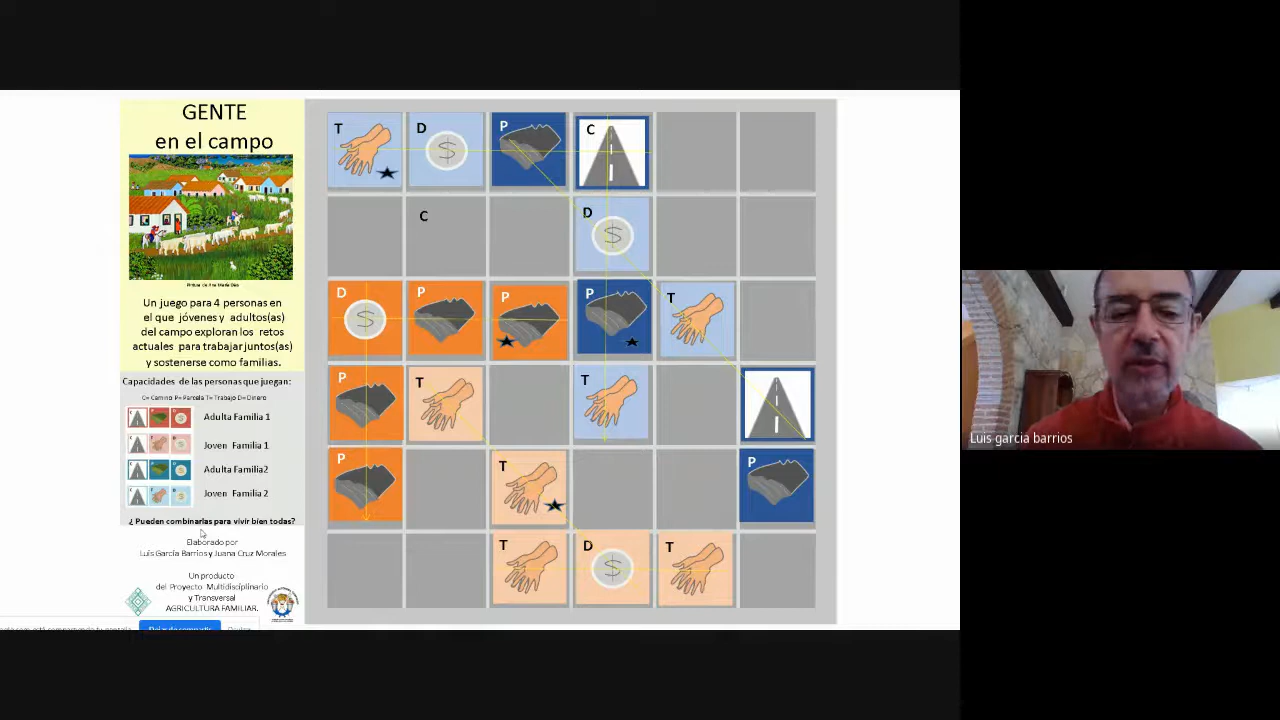 GENTE
en el campo
Un juego para 4 personas en
el que jóvenes y adultos(as)
del campo exploran los retos
actuales para trabajar juntos(as)
y sostenerse como familias.
Capacidades de las personas que juegan:
C= Camino P= Parcela T= Trabajo D= Dinero
Adulta Familia 1
Joven Familia 1
Adulta Familia2
Joven Familia 2
¿ Pueden combinarlas para vivir bien todas?
Elaborado por
Luis García Barrios y Juana Cruz Morales
Un producto
del Proyecto Multidisciplinario
y Transversal
AGRICULTURA FAMILIAR.
T D P C
C D
D P P P T
P T T
P T P
T D T
Luis garcia barrios